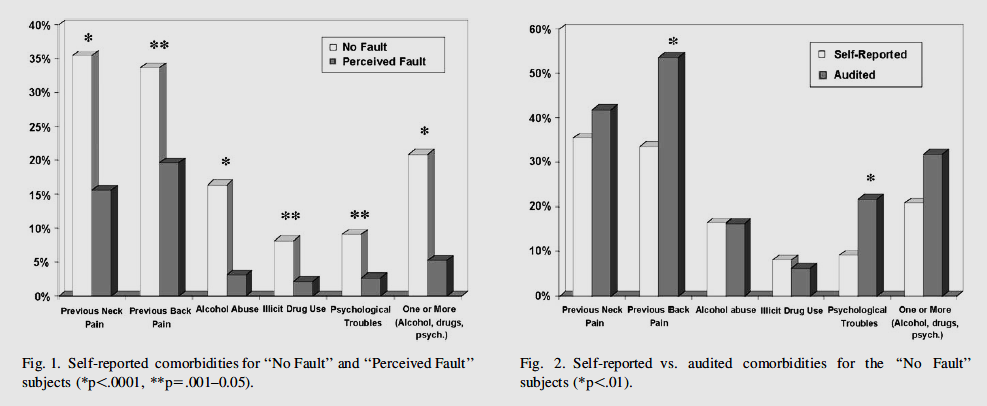 40%
35%
30%
25%
20%
15%
10%
5%
0%
*
**
*
**
**
*
No Fault
Perceived Fault
Previous Neck Pain
Previous Back Pain
Alcohol Abuse
Illicit Drug Use
Psychological Troubles
One or More (Alcohol, drugs, psych.)
Fig. 1. Self-reported comorbidities for “No Fault” and “Perceived Fault”
subjects (*p<.0001, **p=.001–0.05).
60%
50%
40%
30%
20%
10%
0%
*
*
Self-Reported
Audited
Previous Neck Pain
Previous Back Pain
Alcohol abuse
Illicit Drug Use
Psychological Troubles
One or More (Alcohol, drugs, psych.)
Fig. 2. Self-reported vs. audited comorbidities for the “No Fault”
subjects (*p<.01).